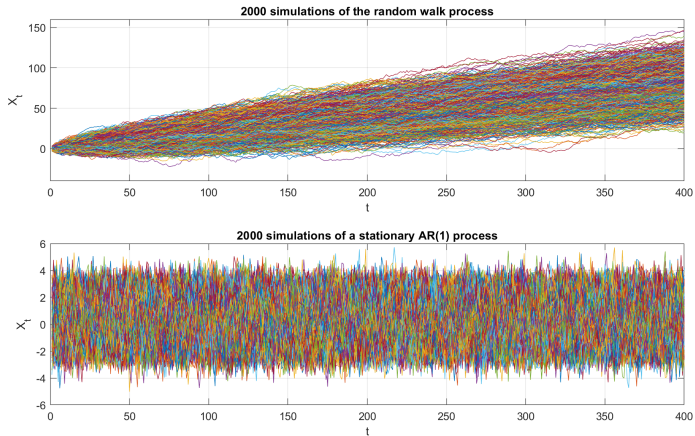 2000 simulations of the random walk process
150
100
50
0
X_t
0 50 100 150 200 250 300 350 400
t
2000 simulations of a stationary AR(1) process
6
4
2
0
-2
-4
-6
X_t
0 50 100 150 200 250 300 350 400
t